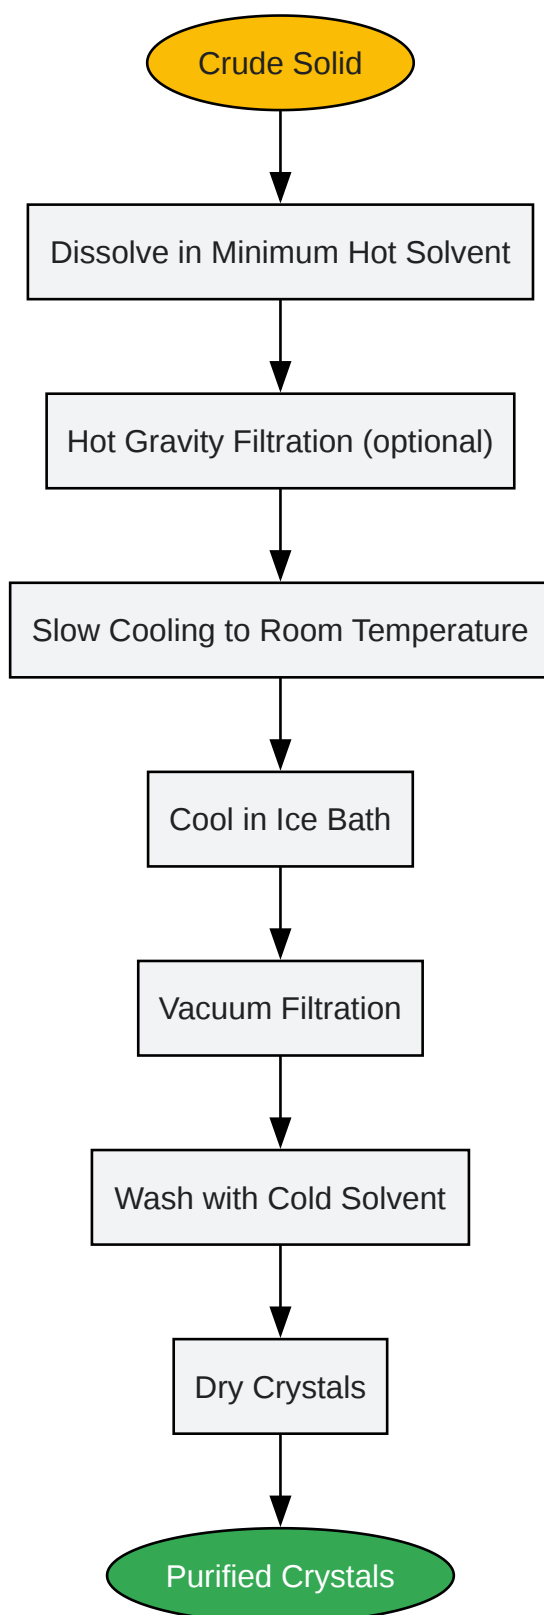 Crude Solid
Dissolve in Minimum Hot Solvent
Hot Gravity Filtration (optional)
Slow Cooling to Room Temperature
Cool in Ice Bath
Vacuum Filtration
Wash with Cold Solvent
Dry Crystals
Purified Crystals